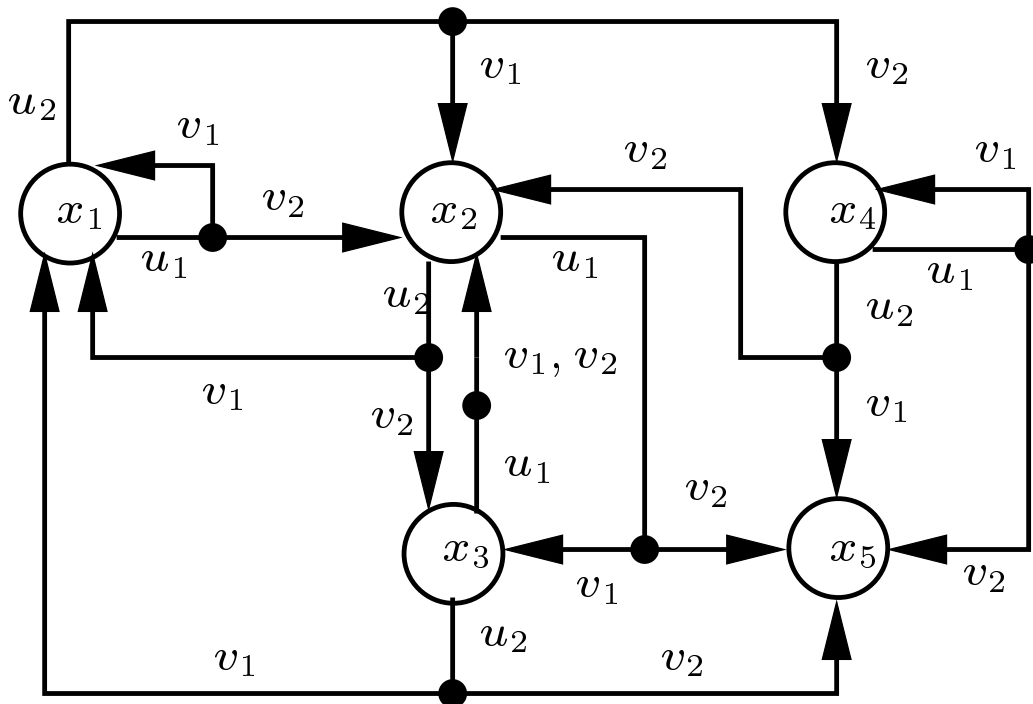 v₁
v₂
u₂
v₁
v₂
v₁
x₁
v₂
x₂
x₄
u₁
u₁
u₁
u₂
u₂
v₁, v₂
v₁
v₂
v₁
u₁
v₂
x₃
x₅
v₁
v₂
u₂
v₁
v₂